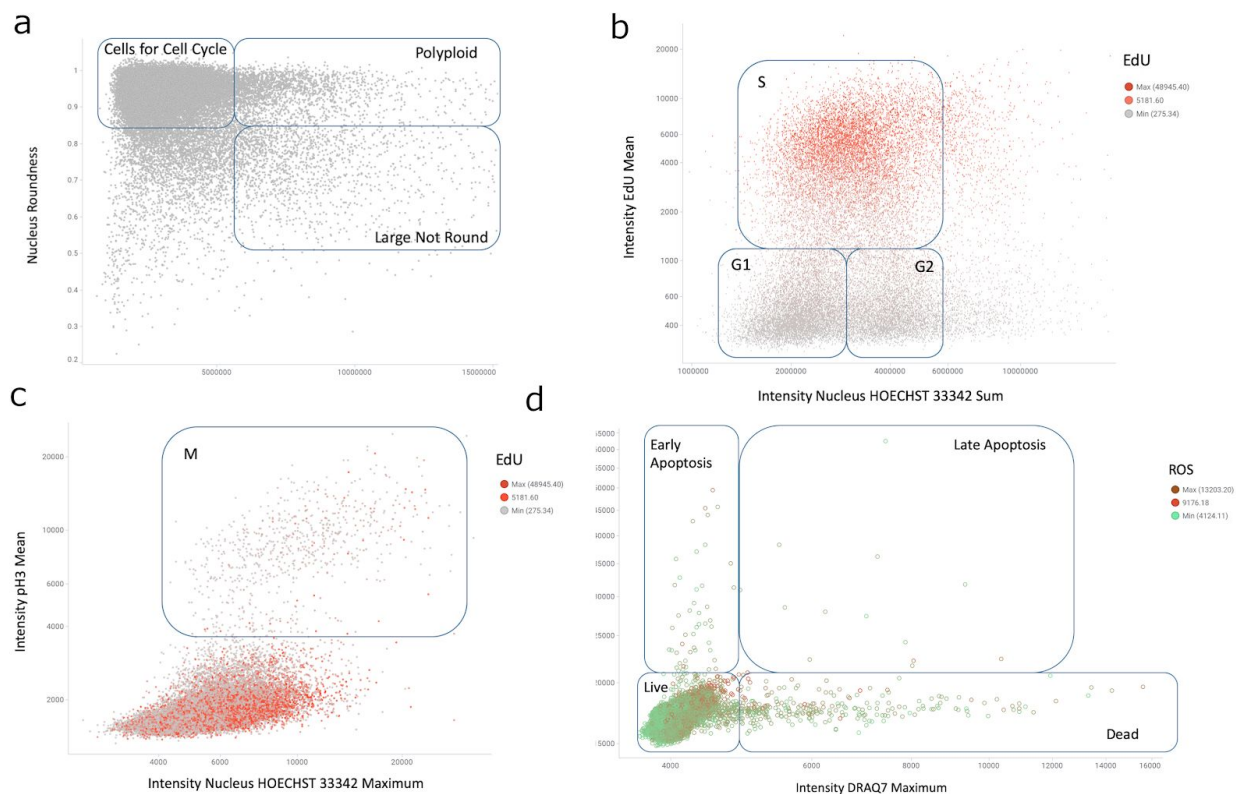 a
Cells for Cell Cycle
Polyploid
Large Not Round
Nucleus Roundness
1
0.9
0.8
0.7
0.6
0.5
0.4
0.3
0.2
5000000
10000000
15000000
b
S
G1
G2
Intensity EdU Mean
20000
10000
6000
4000
2000
1000
600
400
1000000
2000000
4000000
6000000
10000000
Intensity Nucleus HOECHST 33342 Sum
EdU
Max (48945.40)
5181.60
Min (275.34)
c
M
Intensity pH3 Mean
20000
10000
6000
4000
2000
4000
6000
10000
20000
Intensity Nucleus HOECHST 33342 Maximum
EdU
Max (48945.40)
5181.60
Min (275.34)
d
Early
Apoptosis
Late Apoptosis
Live
Dead
4000
6000
8000
10000
12000
14000
16000
Intensity DRAQ7 Maximum
ROS
Max (13203.20)
9176.18
Min (4124.11)